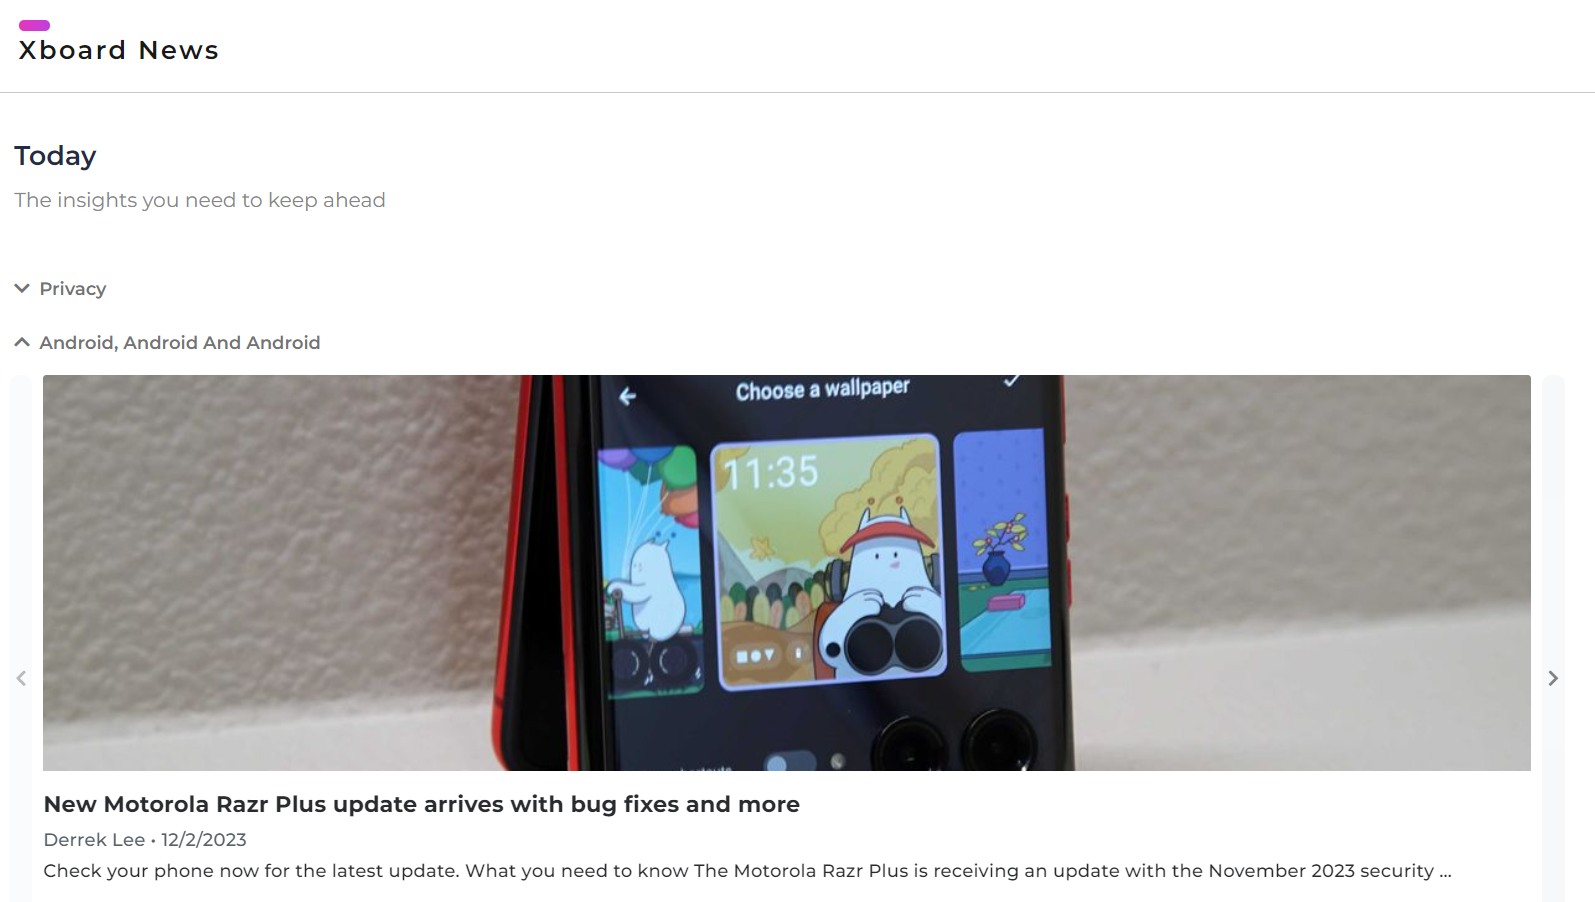 Xboard News
Today
The insights you need to keep ahead
Privacy
Android, Android And Android
Choose a wallpaper
11:35
New Motorola Razr Plus update arrives with bug fixes and more
Derrek Lee • 12/2/2023
Check your phone now for the latest update. What you need to know The Motorola Razr Plus is receiving an update with the November 2023 security ...